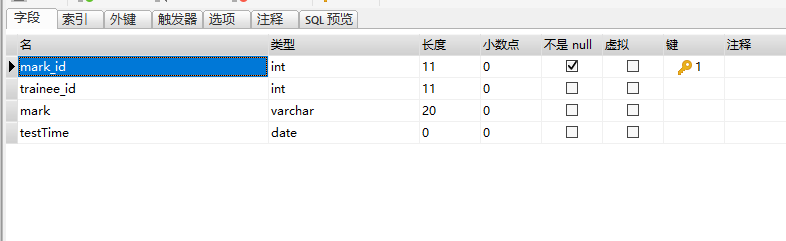 字段 索引 外键 触发器 选项 注释 SQL 预览
名 类型 长度 小数点 不是 null 虚拟 键 注释
mark_id int 11 0 1
trainee_id int 11 0
mark varchar 20 0
testTime date 0 0